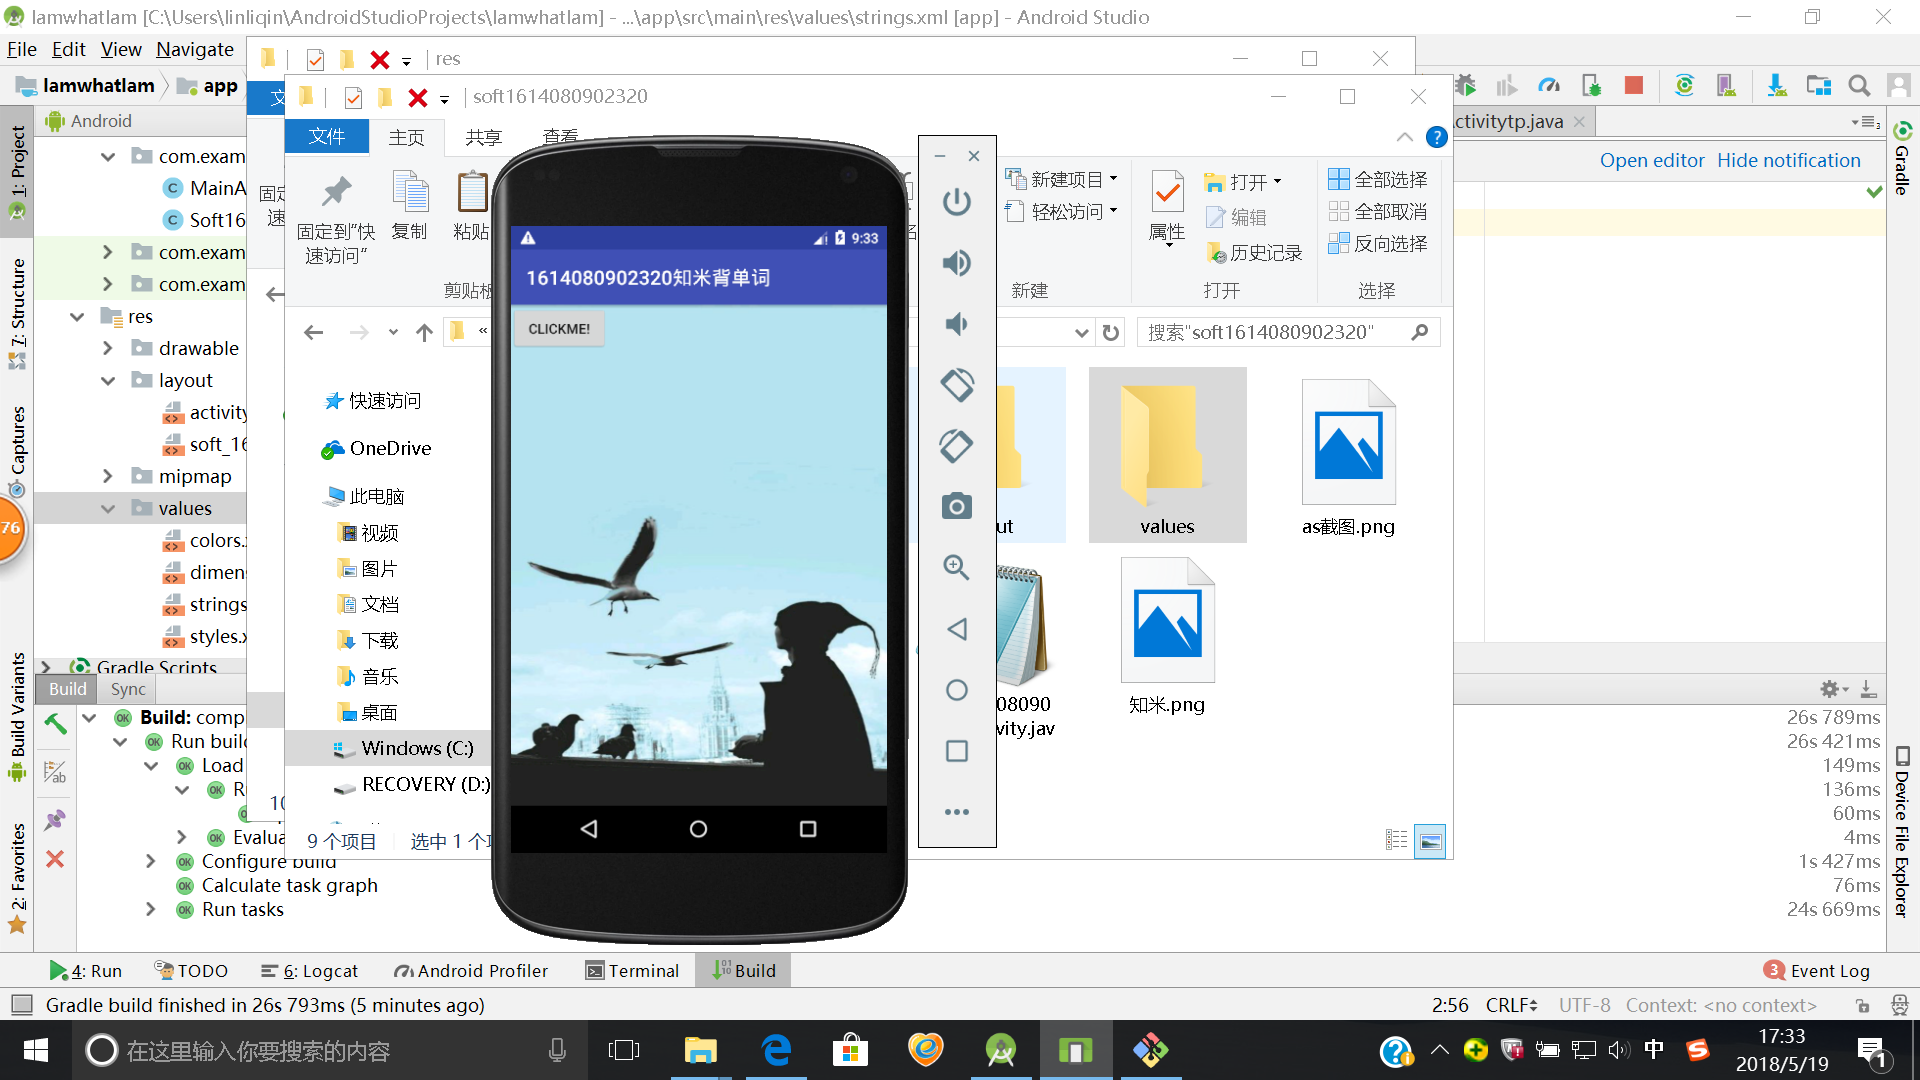 Iamwhatlam [C:\Users\linliqin\AndroidStudioProjects\Iamwhatlam] - ...\app\src\main\res\values\strings.xml [app] - Android Studio
File Edit View Navigate
res
Iamwhatlam app
soft1614080902320
Android
文件 主页 共享 查看
ctivitytp.java
Open editor Hide notification
1: Project
7: Structure
Captures
Build Variants
2: Favorites
Gradle
Device File Explorer
com.exam
MainA
Soft16
com.exam
com.exam
res
drawable
layout
activity
soft_16
mipmap
values
colors.x
dimen
strings
styles.x
Gradle Scripts
76
固定到"快速访问"
复制
粘贴
剪贴板
新建项目
轻松访问
新建
属性
打开
编辑
历史记录
打开
全部选择
全部取消
反向选择
选择
搜索"soft1614080902320"
快速访问
OneDrive
此电脑
视频
图片
文档
下载
音乐
桌面
Windows (C:)
RECOVERY (D:)
9 个项目 选中 1 个
9:33
1614080902320知米背单词
CLICKME!
ut
values
as截图.png
08090
vity.jav
知米.png
Build Sync
Build: comp
Run build
Load
R
Evalua
Configure build
Calculate task graph
Run tasks
26s 789ms
26s 421ms
149ms
136ms
60ms
4ms
1s 427ms
76ms
24s 669ms
4: Run TODO 6: Logcat Android Profiler Terminal Build
3 Event Log
Gradle build finished in 26s 793ms (5 minutes ago)
2:56 CRLF UTF-8 Context: <no context>
在这里输入你要搜索的内容
中
17:33
2018/5/19
1